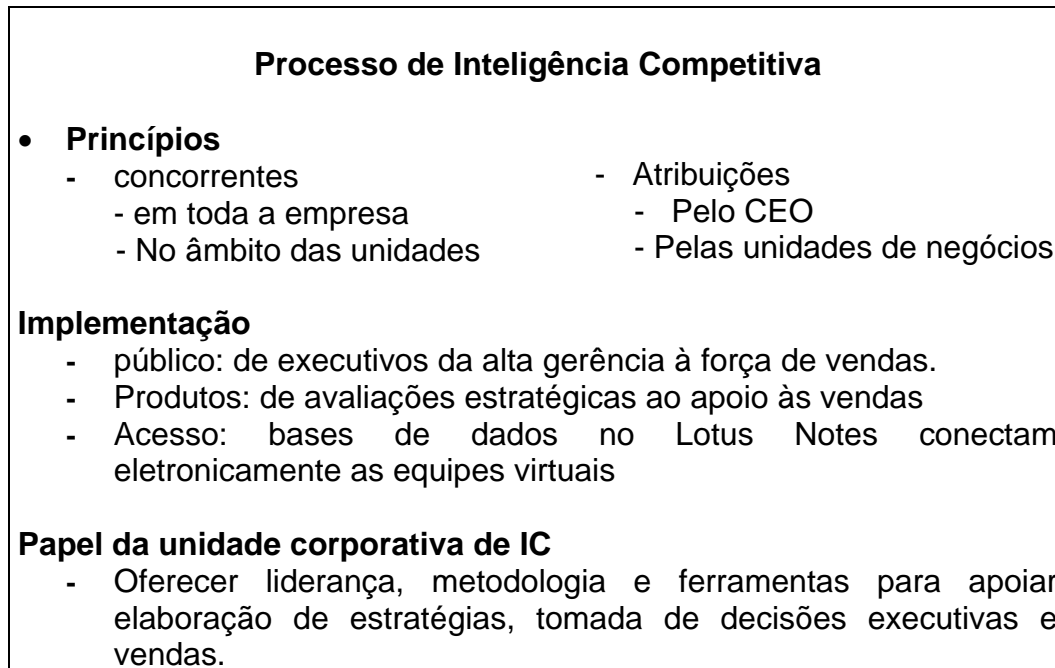 Processo de Inteligência Competitiva
• Princípios
- concorrentes
- em toda a empresa
- No âmbito das unidades
- Atribuições
- Pelo CEO
- Pelas unidades de negócios
Implementação
- público: de executivos da alta gerência à força de vendas.
- Produtos: de avaliações estratégicas ao apoio às vendas
- Acesso: bases de dados no Lotus Notes conectam
eletronicamente as equipes virtuais
Papel da unidade corporativa de IC
- Oferecer liderança, metodologia e ferramentas para apoiar
elaboração de estratégias, tomada de decisões executivas e
vendas.